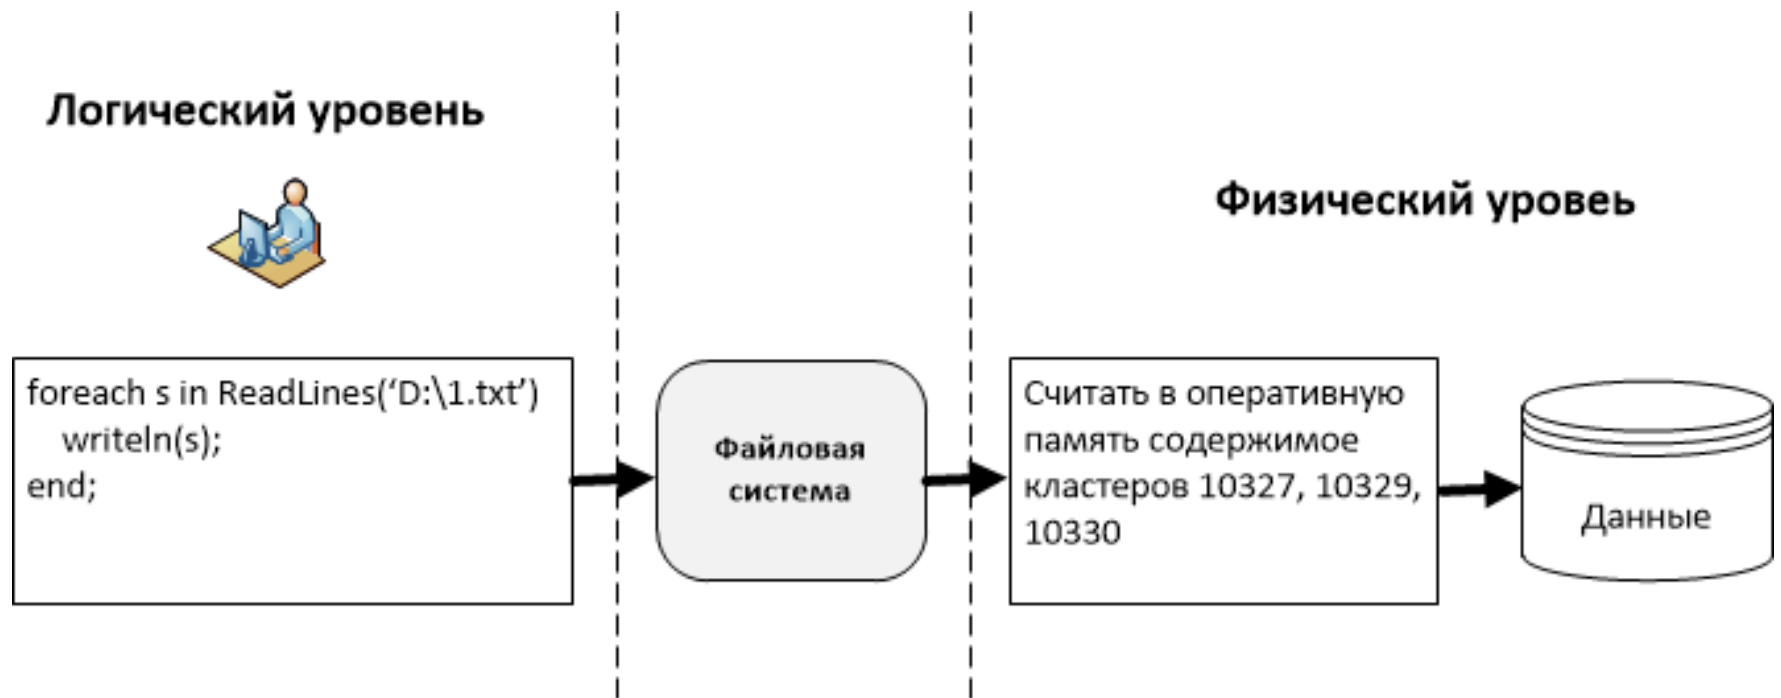 Логический уровень
Физический уровеь
foreach s in ReadLines(‘D:\1.txt’)
writeln(s);
end;
Файловая
система
Считать в оперативную
память содержимое
кластеров 10327, 10329,
10330
Данные